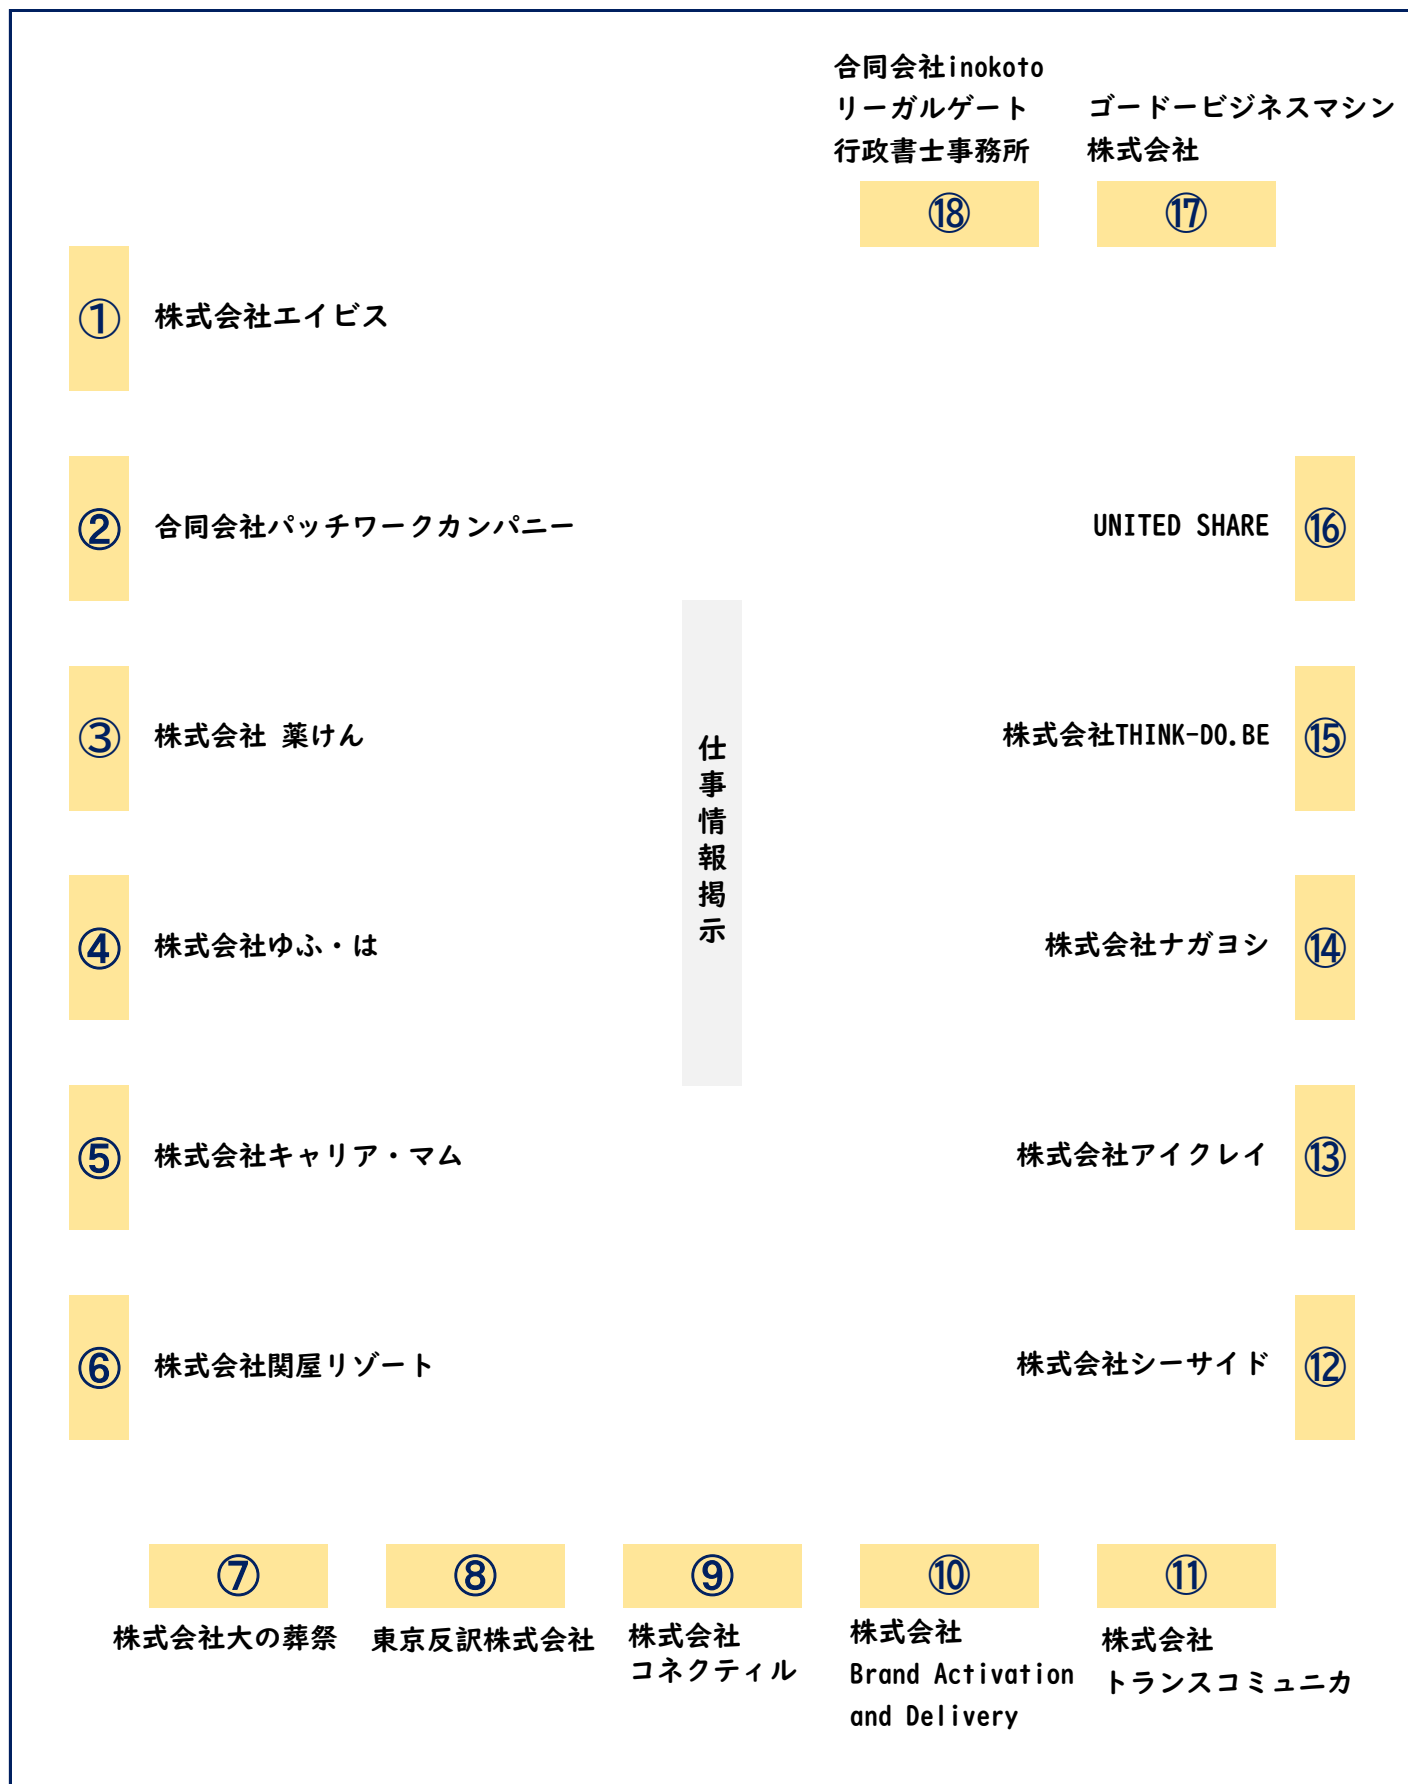 合同会社inokoto
リーガルゲート
行政書士事務所
⑱
ゴードービジネスマシン
株式会社
⑰
① 株式会社エイビス
② 合同会社パッチワークカンパニー
UNITED SHARE ⑯
③ 株式会社 薬けん
株式会社THINK-DO.BE ⑮
仕事情報掲示
④ 株式会社ゆふ・は
株式会社ナガヨシ ⑭
⑤ 株式会社キャリア・マム
株式会社アイクレイ ⑬
⑥ 株式会社関屋リゾート
株式会社シーサイド ⑫
⑦
株式会社大の葬祭
⑧
東京反訳株式会社
⑨
株式会社
コネクティル
⑩
株式会社
Brand Activation
and Delivery
⑪
株式会社
トランスコミュニカ